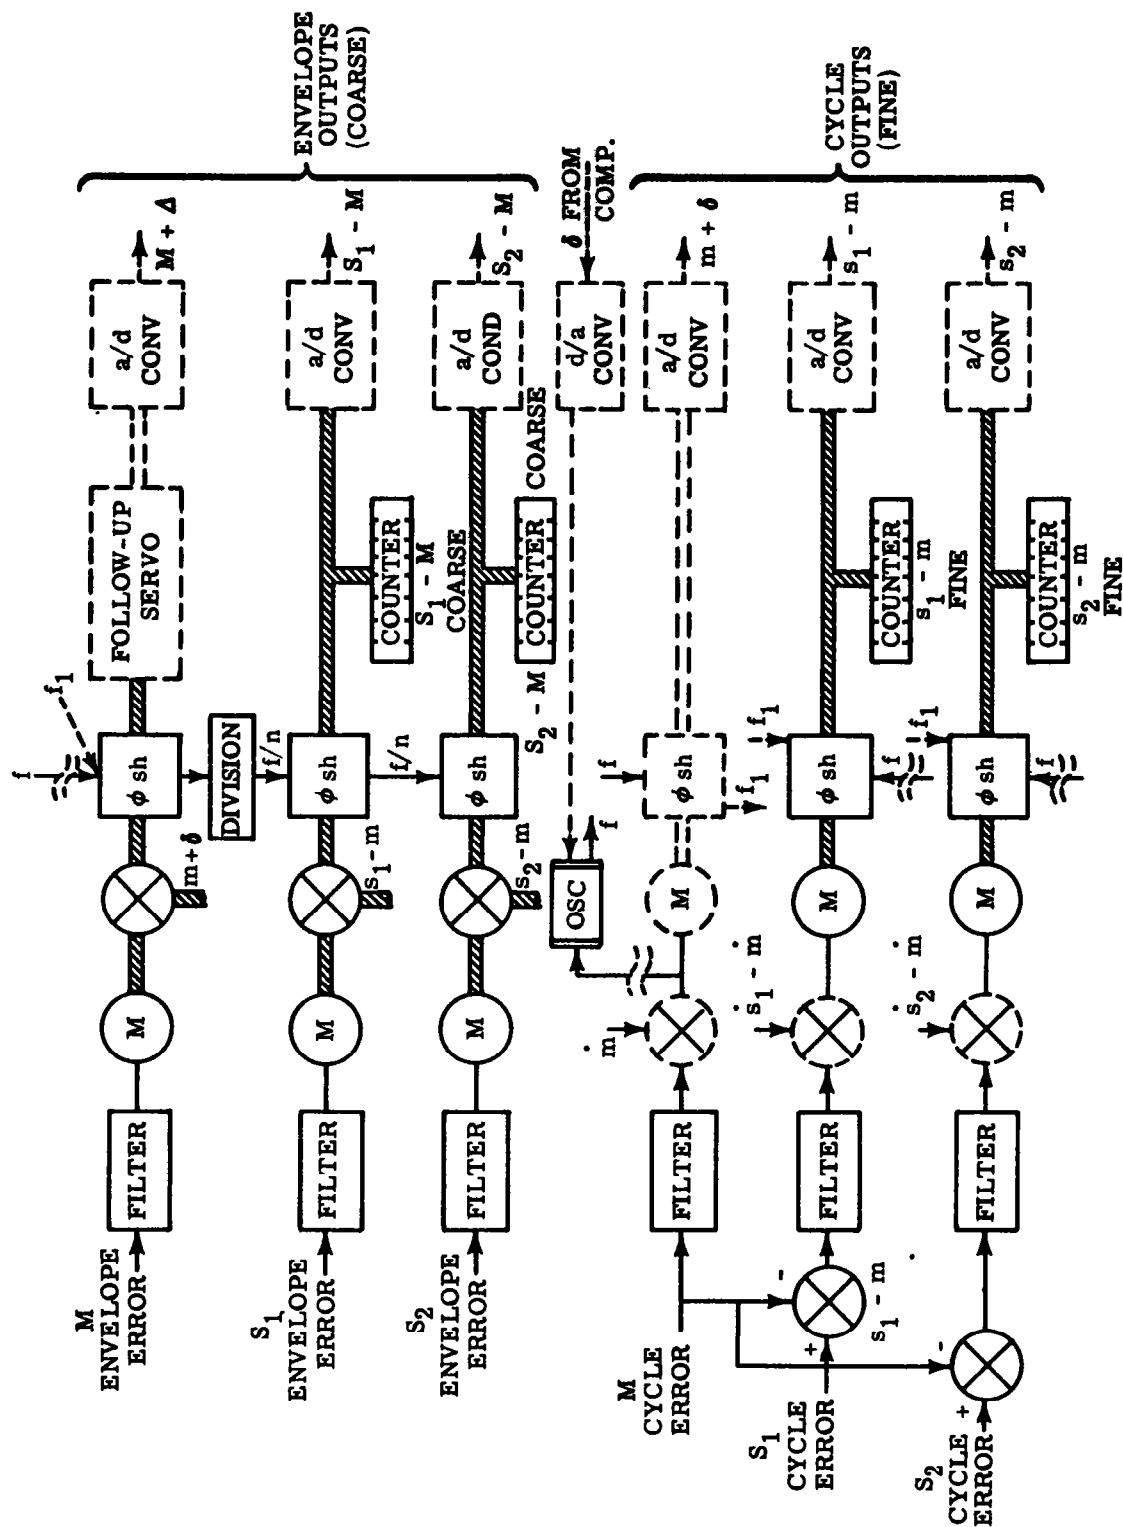 M
ENVELOPE
ERROR
FILTER
M
m+δ
f
f₁
ϕ sh
FOLLOW-UP
SERVO
a/d
CONV
M + Δ
DIVISION
f/n
S₁
ENVELOPE
ERROR
FILTER
M
s₁-m
ϕ sh
f/n
COUNTER
S₁ - M
COARSE
a/d
CONV
S₁ - M
S₂
ENVELOPE
ERROR
FILTER
M
s₂-m
ϕ sh
COUNTER
S₂ - M COARSE
a/d
COND
S₂ - M
ENVELOPE
OUTPUTS
(COARSE)
OSC
f
d/a
CONV
δ FROM
COMP.
M
CYCLE
ERROR
FILTER
ṁ
M
f
ϕ sh
f₁
a/d
CONV
m + δ
S₁
CYCLE
ERROR
+
-
s₁ - m
FILTER
ṡ₁ - ṁ
M
f₁
ϕ sh
f
COUNTER
s₁ - m
FINE
a/d
CONV
s₁ - m
S₂
CYCLE
ERROR
+
-
FILTER
ṡ₂ - ṁ
M
f₁
ϕ sh
f
COUNTER
s₂ - m
FINE
a/d
CONV
s₂ - m
CYCLE
OUTPUTS
(FINE)